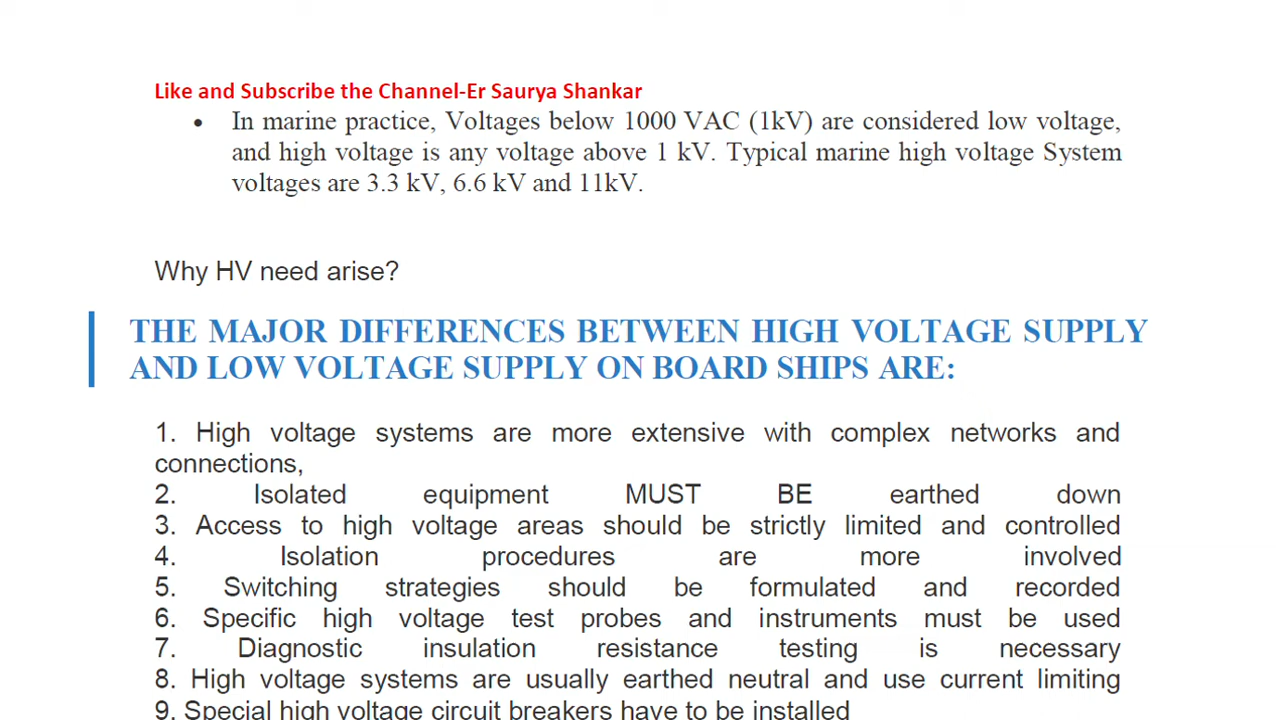 Like and Subscribe the Channel-Er Saurya Shankar
• In marine practice, Voltages below 1000 VAC (1kV) are considered low voltage,
and high voltage is any voltage above 1 kV. Typical marine high voltage System
voltages are 3.3 kV, 6.6 kV and 11kV.
Why HV need arise?
THE MAJOR DIFFERENCES BETWEEN HIGH VOLTAGE SUPPLY
AND LOW VOLTAGE SUPPLY ON BOARD SHIPS ARE:
1. High voltage systems are more extensive with complex networks and
connections,
2. Isolated equipment MUST BE earthed down
3. Access to high voltage areas should be strictly limited and controlled
4. Isolation procedures are more involved
5. Switching strategies should be formulated and recorded
6. Specific high voltage test probes and instruments must be used
7. Diagnostic insulation resistance testing is necessary
8. High voltage systems are usually earthed neutral and use current limiting
9. Special high voltage circuit breakers have to be installed